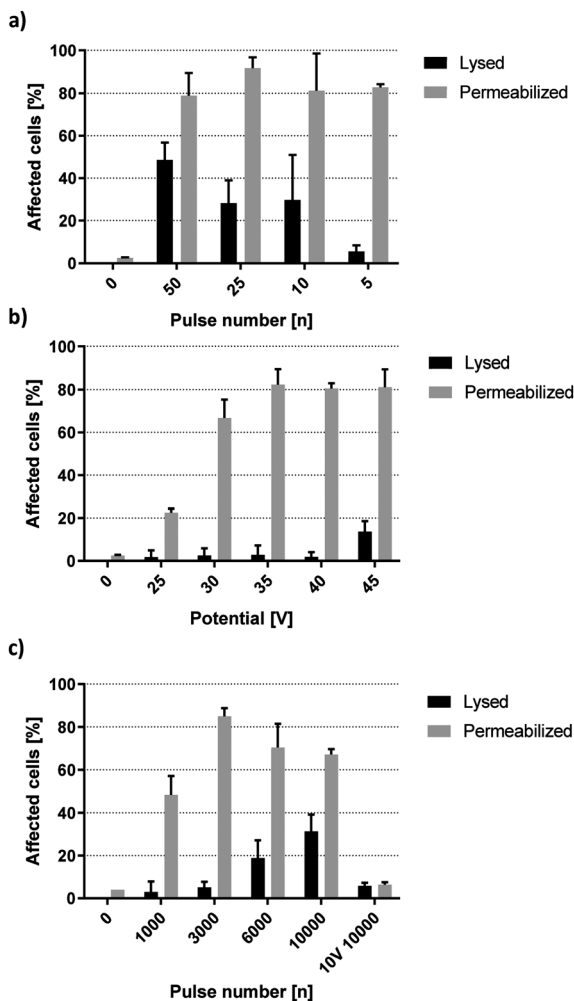 a)
100
80
60
40
20
0
Affected cells [%]
0
50
25
10
5
Pulse number [n]
Lysed
Permeabilized
b)
100
80
60
40
20
0
Affected cells [%]
0
25
30
35
40
45
Potential [V]
Lysed
Permeabilized
c)
100
80
60
40
20
0
Affected cells [%]
0
1000
3000
6000
10000
10V 10000
Pulse number [n]
Lysed
Permeabilized